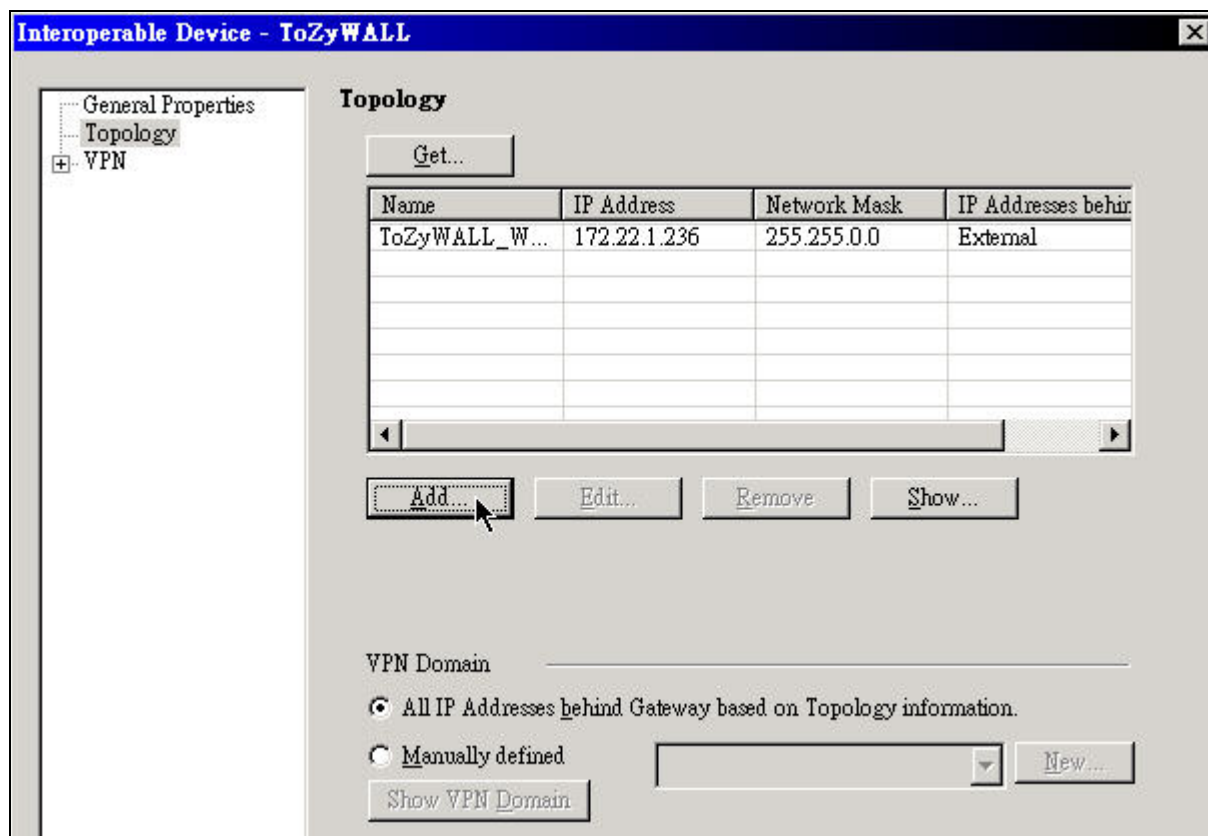 Interoperable Device - ToZyWALL
General Properties
Topology
VPN
Topology
Get...
Name IP Address Network Mask IP Addresses behin
ToZyWALL_W... 172.22.1.236 255.255.0.0 External
Add... Edit... Remove Show...
VPN Domain
All IP Addresses behind Gateway based on Topology information.
Manually defined
New...
Show VPN Domain